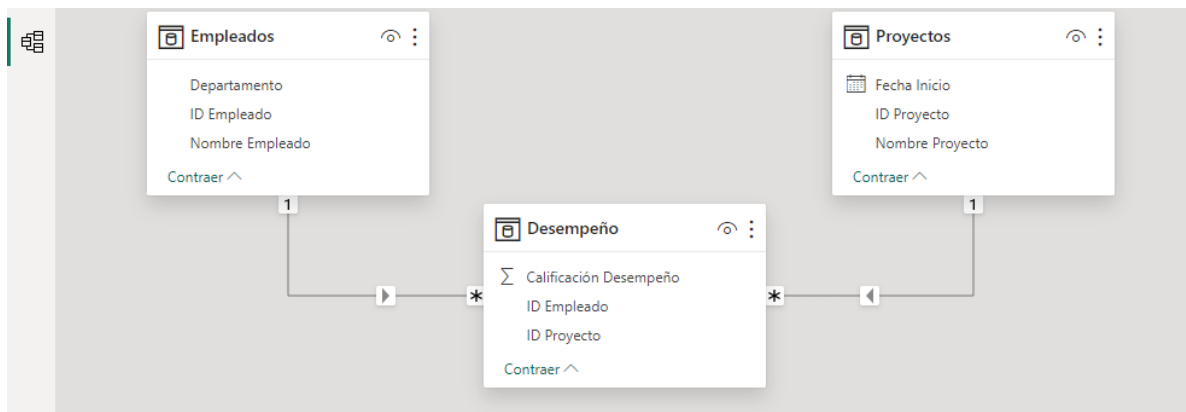 Empleados
Departamento
ID Empleado
Nombre Empleado
Contraer
1
Proyectos
Fecha Inicio
ID Proyecto
Nombre Proyecto
Contraer
1
Desempeño
Σ Calificación Desempeño
ID Empleado
ID Proyecto
Contraer
*
*